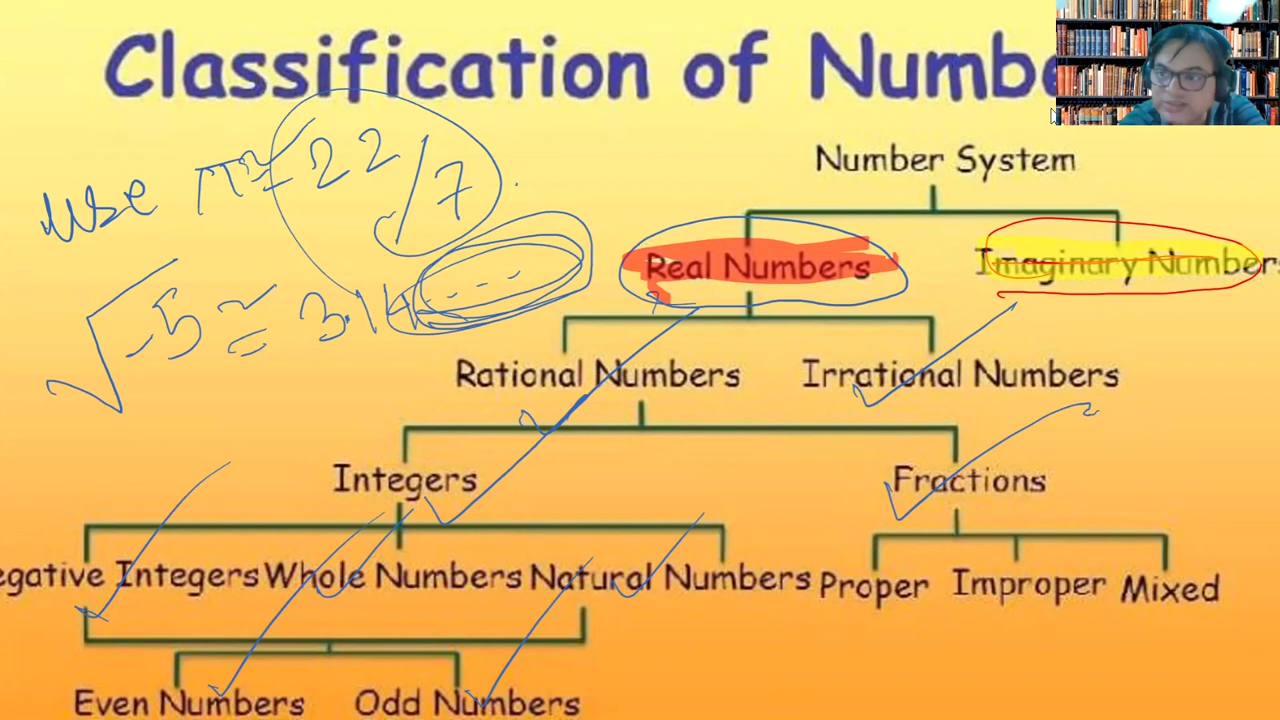 Classification of Numbe
Number System
use π ≃ 22/7
Real Numbers Imaginary Numbers
√-5 ≃ 3.14
Rational Numbers Irrational Numbers
Integers Fractions
egative Integers Whole Numbers Natural Numbers Proper Improper Mixed
Even Numbers Odd Numbers